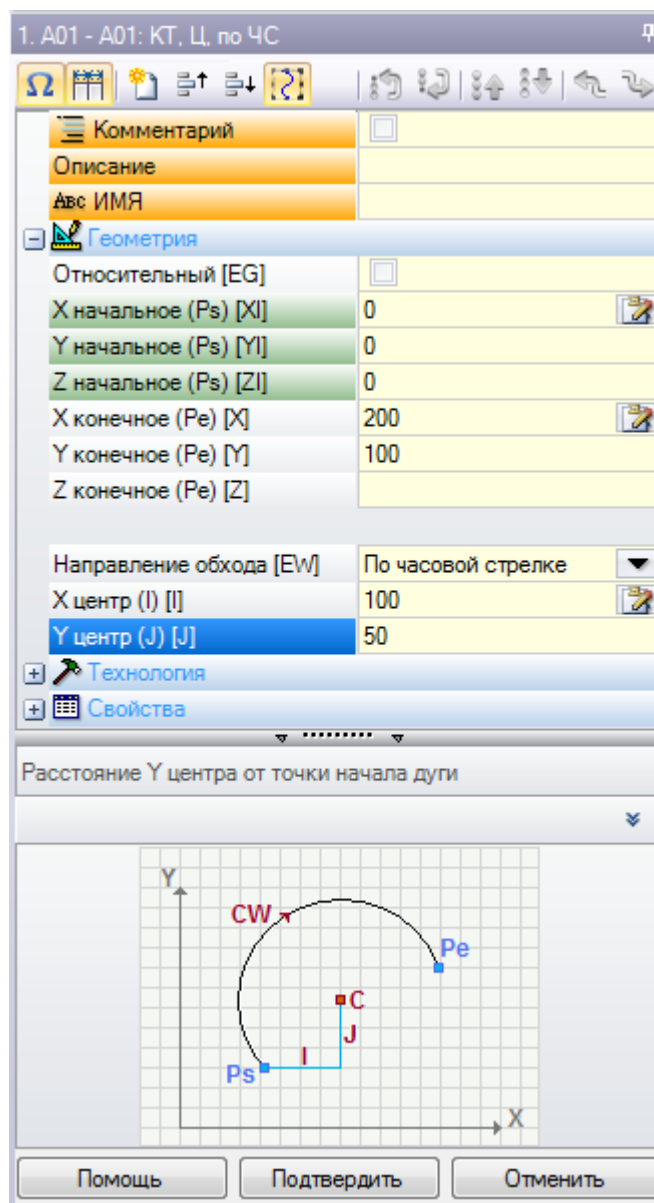 1. A01 - A01: КТ, Ц, по ЧС
Комментарий
Описание
Aвс ИМЯ
Геометрия
Относительный [EG]
X начальное (Ps) [XI] 0
Y начальное (Ps) [YI] 0
Z начальное (Ps) [ZI] 0
X конечное (Pe) [X] 200
Y конечное (Pe) [Y] 100
Z конечное (Pe) [Z]
Направление обхода [EW] По часовой стрелке
X центр (I) [I] 100
Y центр (J) [J] 50
Технология
Свойства
Расстояние Y центра от точки начала дуги
Y
CW
Pe
C
J
I
Ps
X
Помощь Подтвердить Отменить